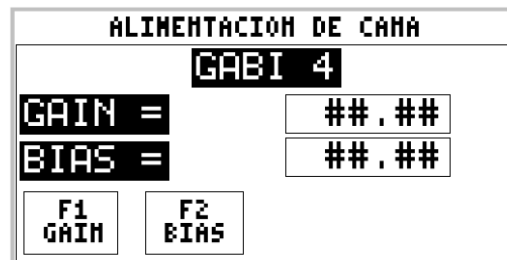 ALIMENTACION DE CAMA
GABI 4
GAIN = ##.##
BIAS = ##.##
F1 F2
GAIN BIAS